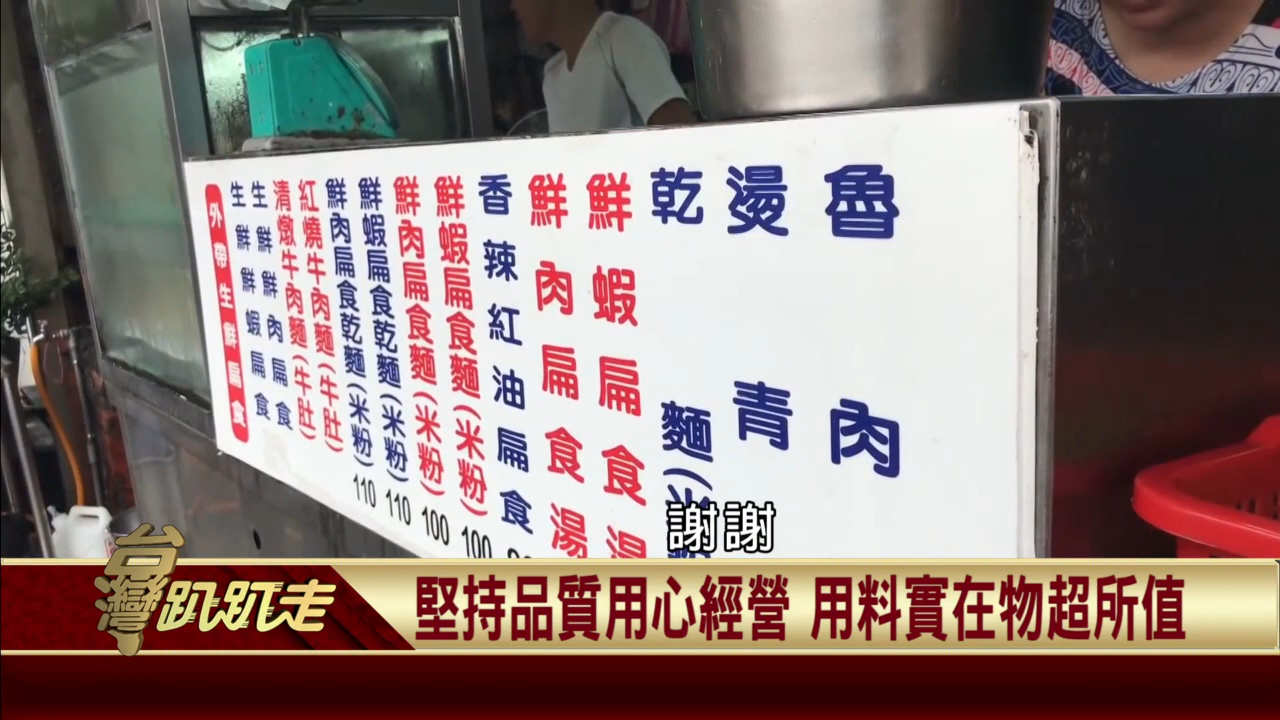 魯肉
燙青
乾麵(米粉
鮮蝦扁食湯
鮮肉扁食湯
香辣紅油扁食
鮮蝦扁食麵(米粉)100
鮮肉扁食麵(米粉)100
鮮蝦扁食乾麵(米粉)110
鮮肉扁食乾麵(米粉)110
紅燒牛肉麵(牛肚)
清燉牛肉麵(牛肚)
生鮮鮮肉扁食
生鮮鮮蝦扁食
外帶生鮮扁食
謝謝
台灣趴趴走
堅持品質用心經營 用料實在物超所值